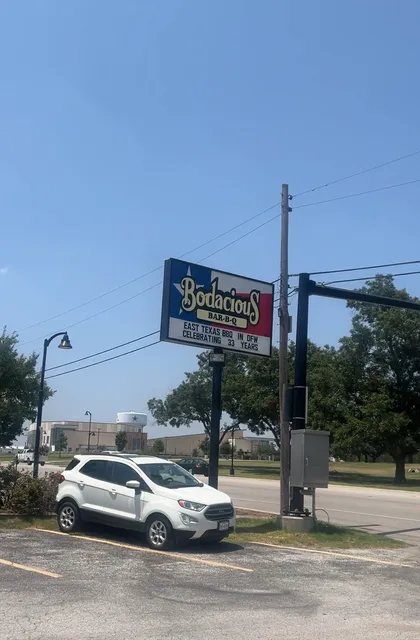 Bodacious
BAR-B-Q
EAST TEXAS BBQ IN DFW
CELEBRATING 33 YEARS